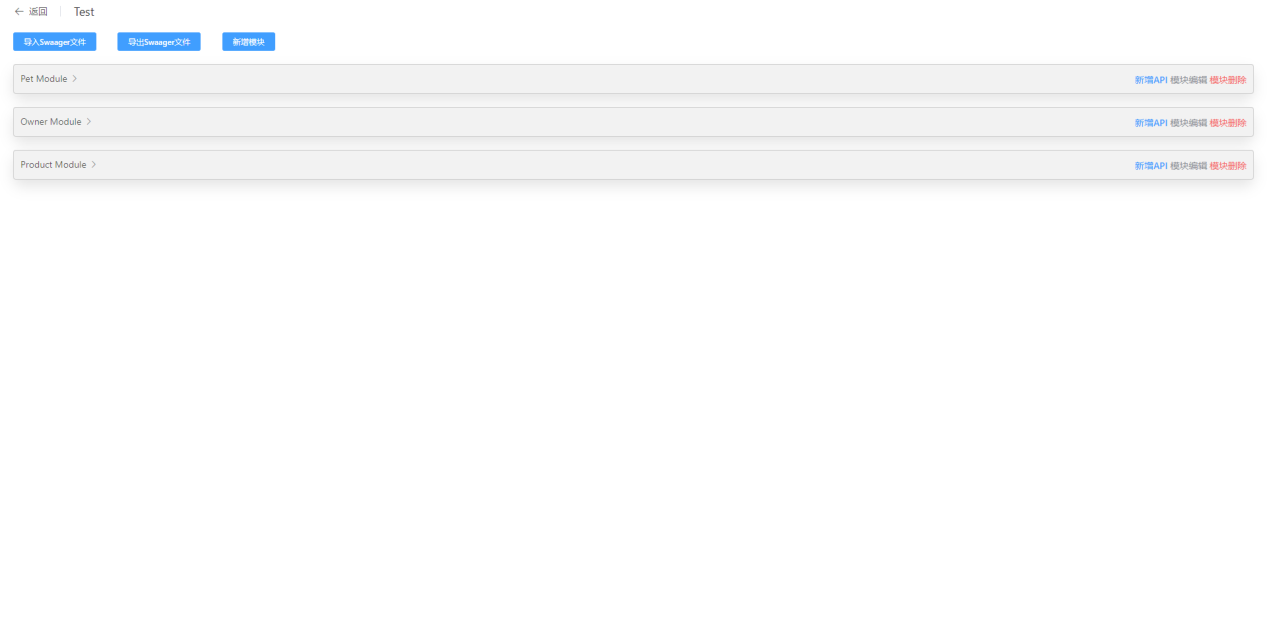 返回 Test
导入Swaager文件 导出Swaager文件 新增模块
Pet Module 新增API 模块编辑 模块删除
Owner Module 新增API 模块编辑 模块删除
Product Module 新增API 模块编辑 模块删除